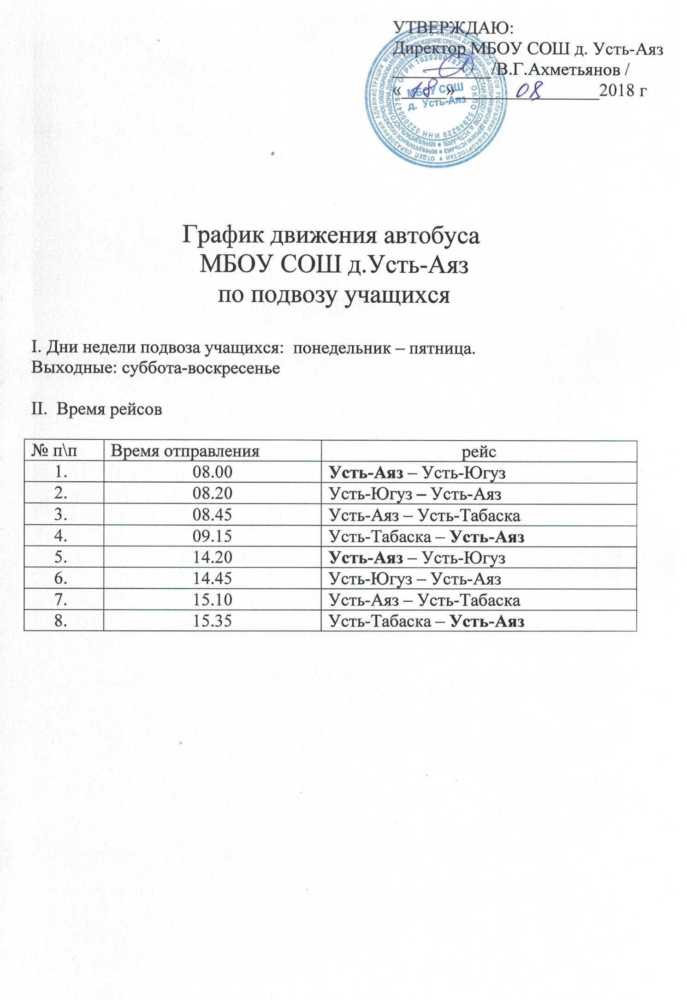 УТВЕРЖДАЮ:
Директор МБОУ СОШ д. Усть-Аяз
/В.Г.Ахметьянов /
«18» 08 2018 г
МБОУ СОШ
д. Усть-Аяз
ОГРН 1020200787332 ОКПО 52946229 ИНН
График движения автобуса
МБОУ СОШ д.Усть-Аяз
по подвозу учащихся
I. Дни недели подвоза учащихся: понедельник – пятница.
Выходные: суббота-воскресенье
II. Время рейсов
№ п\п Время отправления рейс
1. 08.00 Усть-Аяз – Усть-Югуз
2. 08.20 Усть-Югуз – Усть-Аяз
3. 08.45 Усть-Аяз – Усть-Табаска
4. 09.15 Усть-Табаска – Усть-Аяз
5. 14.20 Усть-Аяз – Усть-Югуз
6. 14.45 Усть-Югуз – Усть-Аяз
7. 15.10 Усть-Аяз – Усть-Табаска
8. 15.35 Усть-Табаска – Усть-Аяз